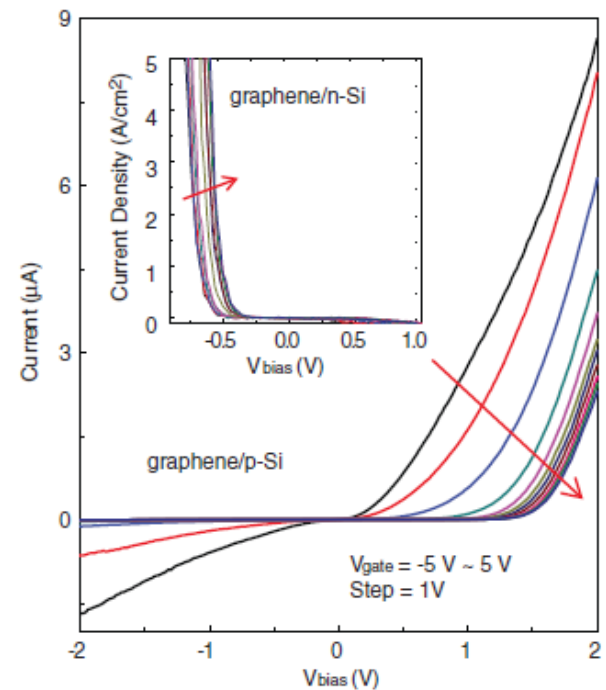 9
6
3
0
Current (μA)
5
4
3
2
1
0
Current Density (A/cm²)
graphene/n-Si
-0.5
0.0
0.5
1.0
Vbias (V)
graphene/p-Si
Vgate = -5 V ~ 5 V
Step = 1V
-2
-1
0
1
2
Vbias (V)